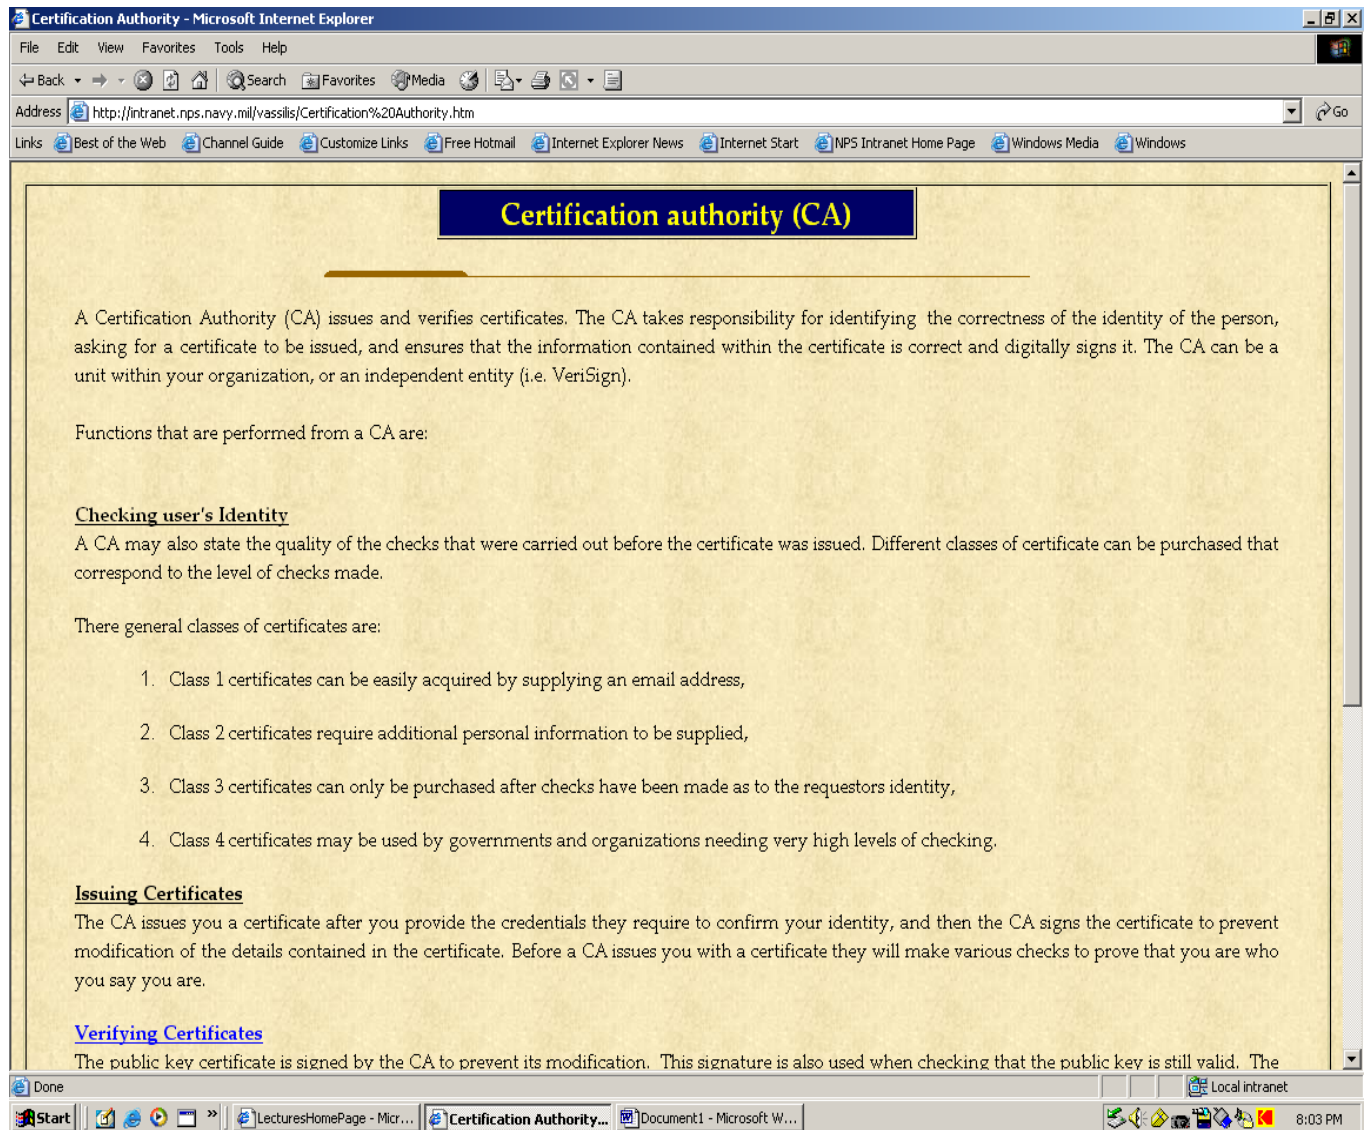 Certification Authority - Microsoft Internet Explorer
File Edit View Favorites Tools Help
Back Search Favorites Media
Address http://intranet.nps.navy.mil/vassilis/Certification%20Authority.htm Go
Links Best of the Web Channel Guide Customize Links Free Hotmail Internet Explorer News Internet Start NPS Intranet Home Page Windows Media Windows
Certification authority (CA)
A Certification Authority (CA) issues and verifies certificates. The CA takes responsibility for identifying the correctness of the identity of the person,
asking for a certificate to be issued, and ensures that the information contained within the certificate is correct and digitally signs it. The CA can be a
unit within your organization, or an independent entity (i.e. VeriSign).
Functions that are performed from a CA are:
Checking user's Identity
A CA may also state the quality of the checks that were carried out before the certificate was issued. Different classes of certificate can be purchased that
correspond to the level of checks made.
There general classes of certificates are:
1. Class 1 certificates can be easily acquired by supplying an email address,
2. Class 2 certificates require additional personal information to be supplied,
3. Class 3 certificates can only be purchased after checks have been made as to the requestors identity,
4. Class 4 certificates may be used by governments and organizations needing very high levels of checking.
Issuing Certificates
The CA issues you a certificate after you provide the credentials they require to confirm your identity, and then the CA signs the certificate to prevent
modification of the details contained in the certificate. Before a CA issues you with a certificate they will make various checks to prove that you are who
you say you are.
Verifying Certificates
The public key certificate is signed by the CA to prevent its modification. This signature is also used when checking that the public key is still valid. The
Done Local intranet
Start » LecturesHomePage - Micr... Certification Authority... Document1 - Microsoft W... 8:03 PM